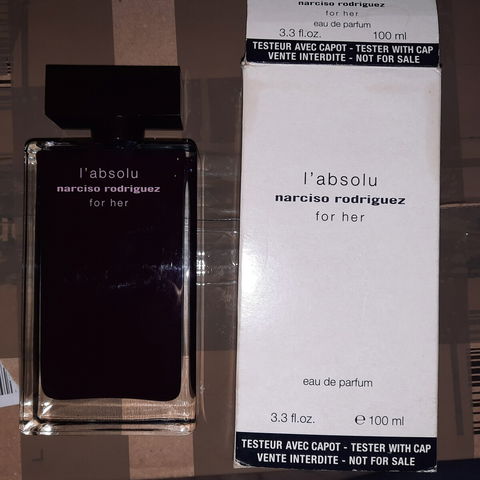 narciso rodriguez
for her
eau de parfum
3.3 fl.oz. 100 ml
TESTEUR AVEC CAPOT - TESTER WITH CAP
VENTE INTERDITE - NOT FOR SALE
l'absolu
narciso rodriguez
for her
l'absolu
narciso rodriguez
for her
eau de parfum
3.3 fl.oz. ℮ 100 ml
TESTEUR AVEC CAPOT - TESTER WITH CAP
VENTE INTERDITE - NOT FOR SALE